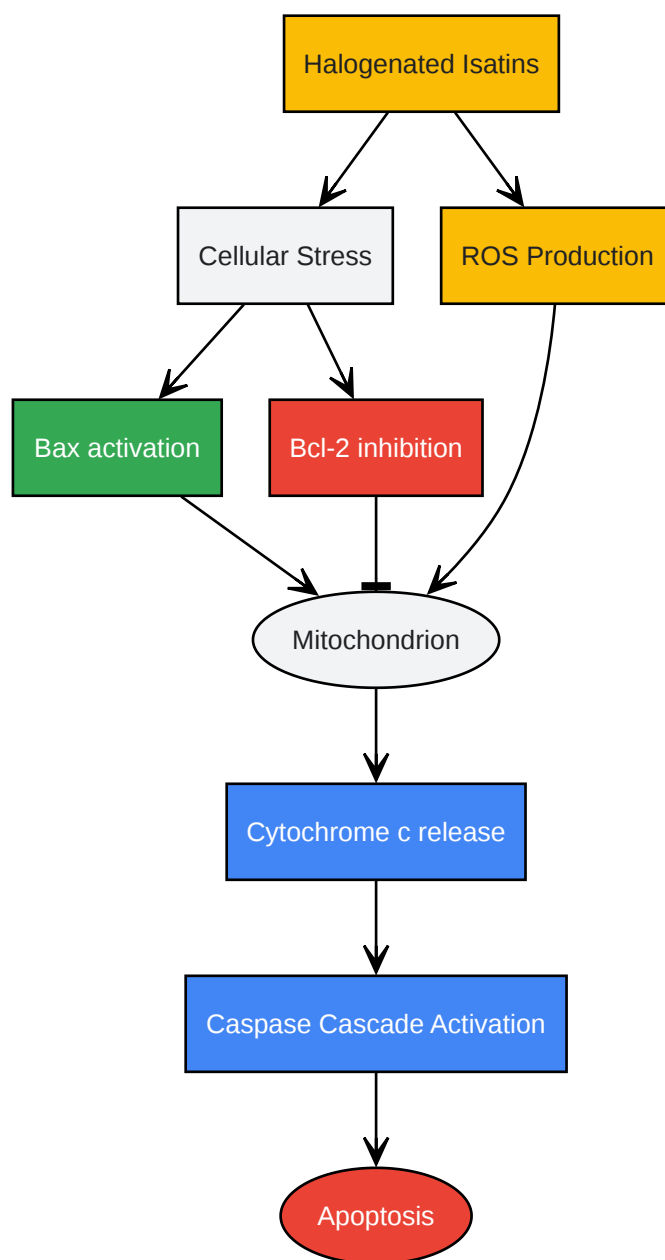 Halogenated Isatins
Cellular Stress
ROS Production
Bax activation
Bcl-2 inhibition
Mitochondrion
Cytochrome c release
Caspase Cascade Activation
Apoptosis